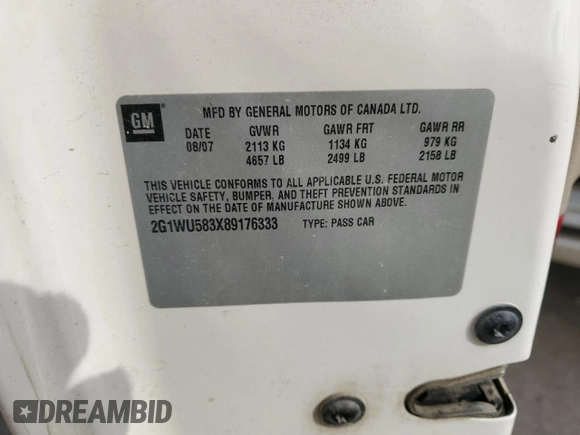 GM
MFD BY GENERAL MOTORS OF CANADA LTD.
DATE GVWR GAWR FRT GAWR RR
08/07 2113 KG 1134 KG 979 KG
4657 LB 2499 LB 2158 LB
THIS VEHICLE CONFORMS TO ALL APPLICABLE U.S. FEDERAL MOTOR
VEHICLE SAFETY, BUMPER, AND THEFT PREVENTION STANDARDS IN
EFFECT ON THE DATE OF MANUFACTURE SHOWN ABOVE.
2G1WU583X89176333 TYPE: PASS CAR
DREAMBID